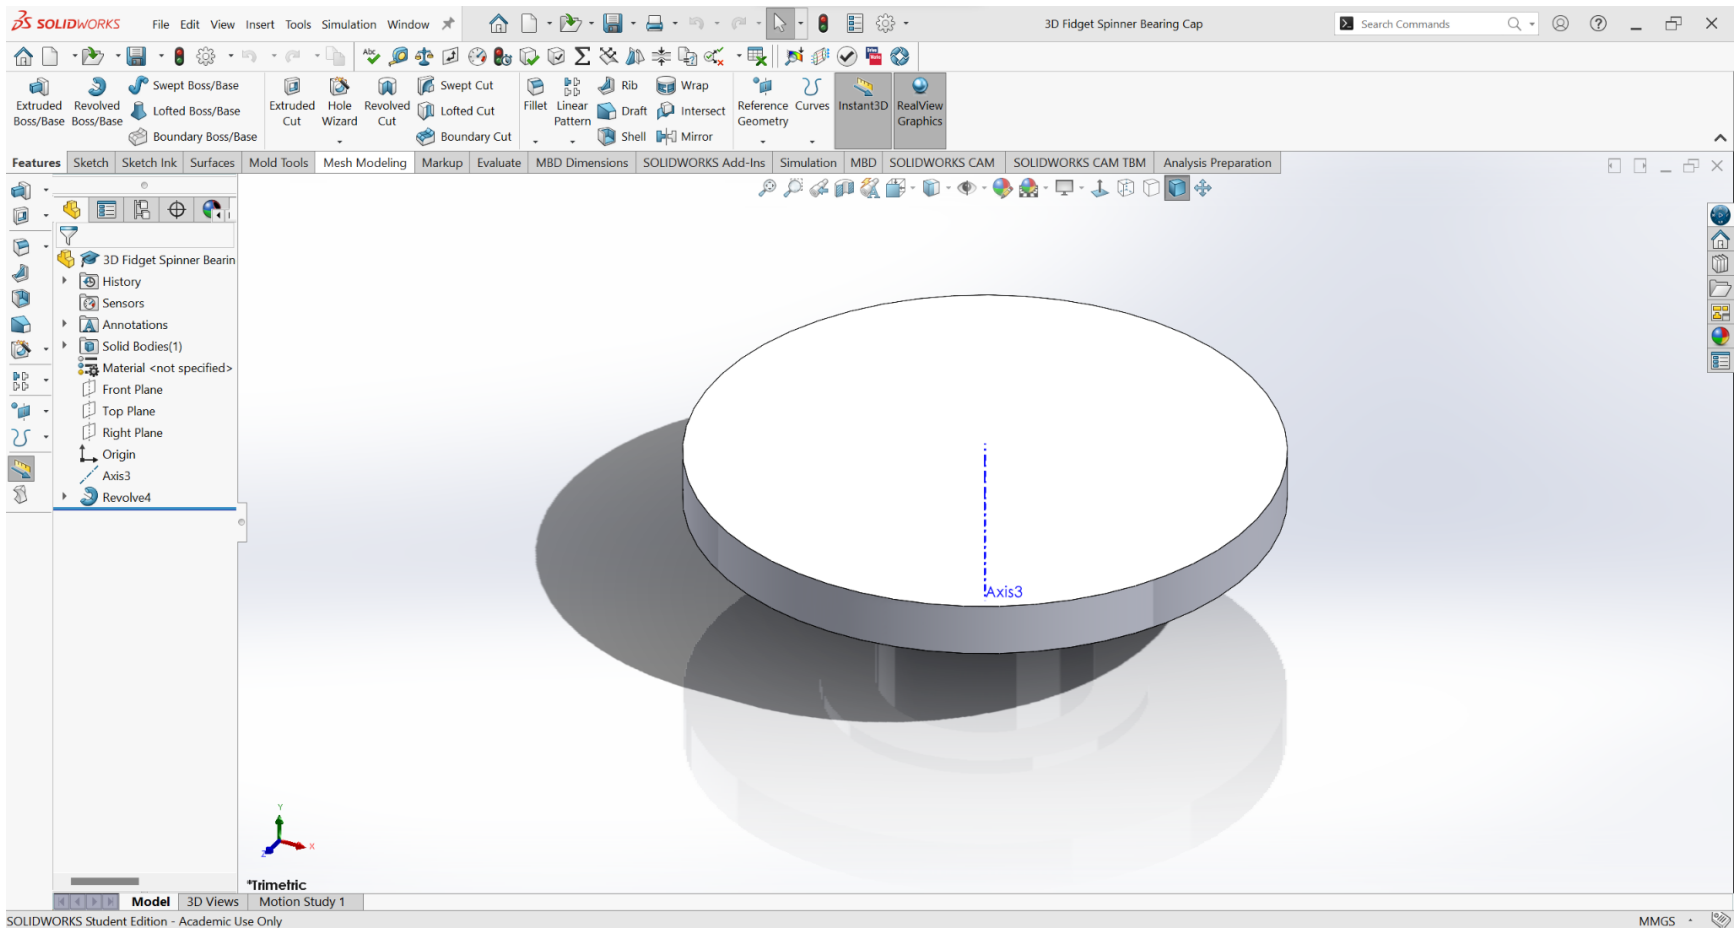 SOLIDWORKS File Edit View Insert Tools Simulation Window 3D Fidget Spinner Bearing Cap Search Commands
Extruded Boss/Base
Revolved Boss/Base
Swept Boss/Base
Lofted Boss/Base
Boundary Boss/Base
Extruded Cut
Hole Wizard
Revolved Cut
Swept Cut
Lofted Cut
Boundary Cut
Fillet
Linear Pattern
Rib
Draft
Shell
Wrap
Intersect
Mirror
Reference Geometry
Curves
Instant3D
RealView Graphics
Features Sketch Sketch Ink Surfaces Mold Tools Mesh Modeling Markup Evaluate MBD Dimensions SOLIDWORKS Add-Ins Simulation MBD SOLIDWORKS CAM SOLIDWORKS CAM TBM Analysis Preparation
3D Fidget Spinner Bearin
History
Sensors
Annotations
Solid Bodies(1)
Material <not specified>
Front Plane
Top Plane
Right Plane
Origin
Axis3
Revolve4
Axis3
Y
X
Z
*Trimetric
Model 3D Views Motion Study 1
SOLIDWORKS Student Edition - Academic Use Only
MMGS